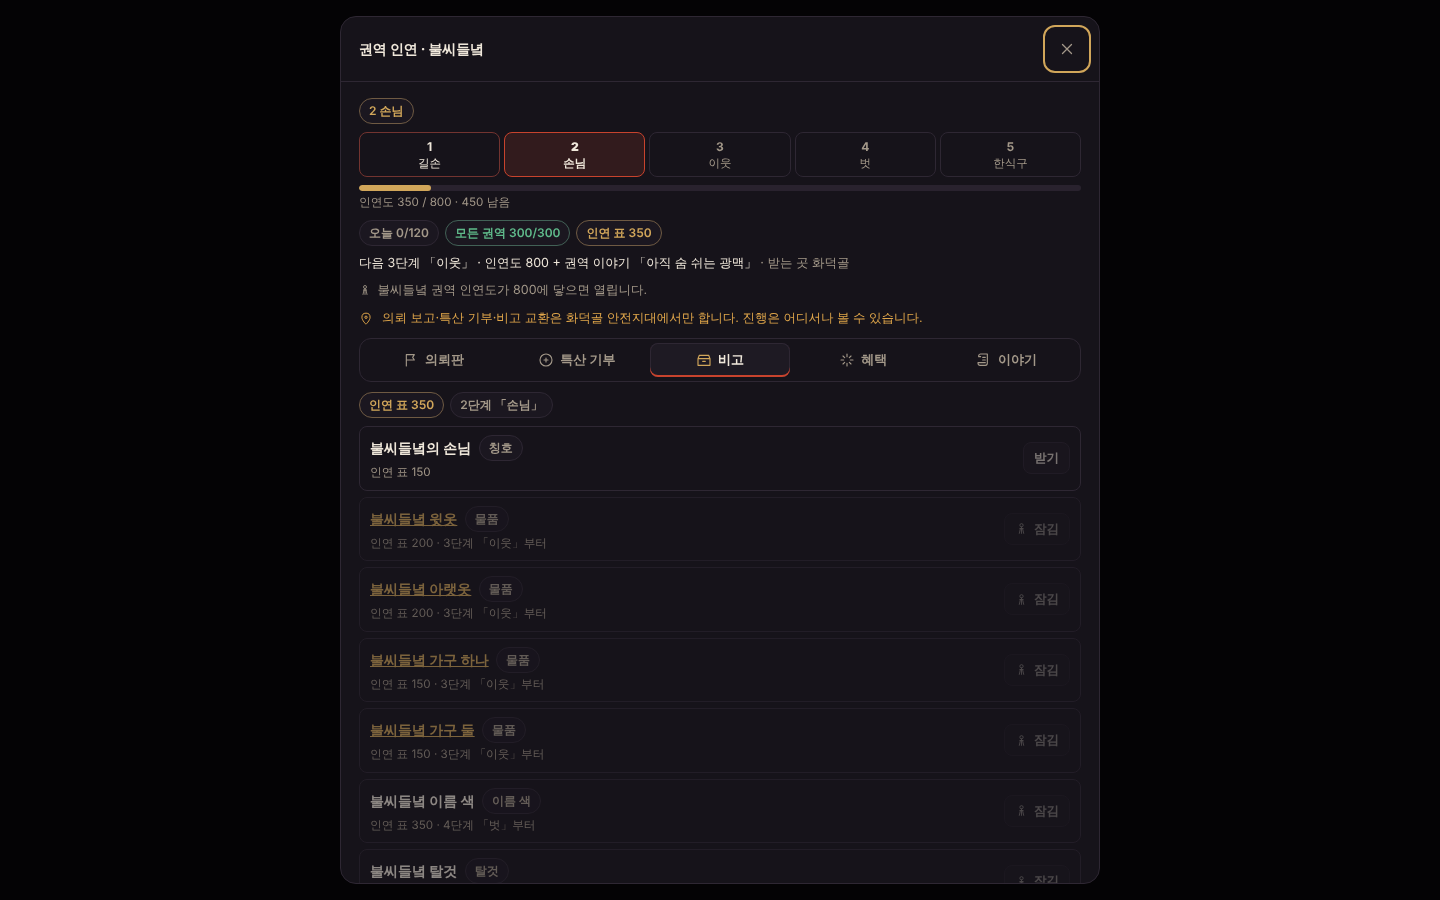 권역 인연 · 불씨들녘
2 손님
1
길손
2
손님
3
이웃
4
벗
5
한식구
인연도 350 / 800 · 450 남음
오늘 0/120
모든 권역 300/300
인연 표 350
다음 3단계 「이웃」 · 인연도 800 + 권역 이야기 「아직 숨 쉬는 광맥」 · 받는 곳 화덕골
불씨들녘 권역 인연도가 800에 닿으면 열립니다.
의뢰 보고·특산 기부·비고 교환은 화덕골 안전지대에서만 합니다. 진행은 어디서나 볼 수 있습니다.
의뢰판
특산 기부
비고
혜택
이야기
인연 표 350
2단계 「손님」
불씨들녘의 손님 칭호
인연 표 150
받기
불씨들녘 윗옷 물품
인연 표 200 · 3단계 「이웃」부터
잠김
불씨들녘 아랫옷 물품
인연 표 200 · 3단계 「이웃」부터
잠김
불씨들녘 가구 하나 물품
인연 표 150 · 3단계 「이웃」부터
잠김
불씨들녘 가구 둘 물품
인연 표 150 · 3단계 「이웃」부터
잠김
불씨들녘 이름 색 이름 색
인연 표 350 · 4단계 「벗」부터
잠김
불씨들녘 탈것 탈것
잠김